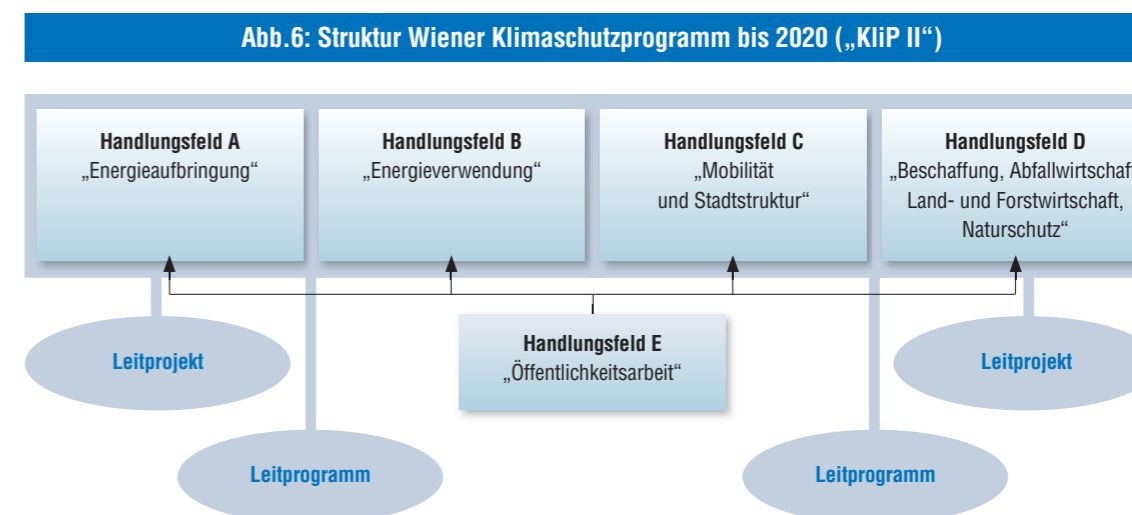 Abb.6: Struktur Wiener Klimaschutzprogramm bis 2020 („KliP II“)
Handlungsfeld A
„Energieaufbringung“
Handlungsfeld B
„Energieverwendung“
Handlungsfeld C
„Mobilität
und Stadtstruktur“
Handlungsfeld D
„Beschaffung, Abfallwirtschaft
Land- und Forstwirtschaft,
Naturschutz“
Handlungsfeld E
„Öffentlichkeitsarbeit“
Leitprojekt
Leitprojekt
Leitprogramm
Leitprogramm